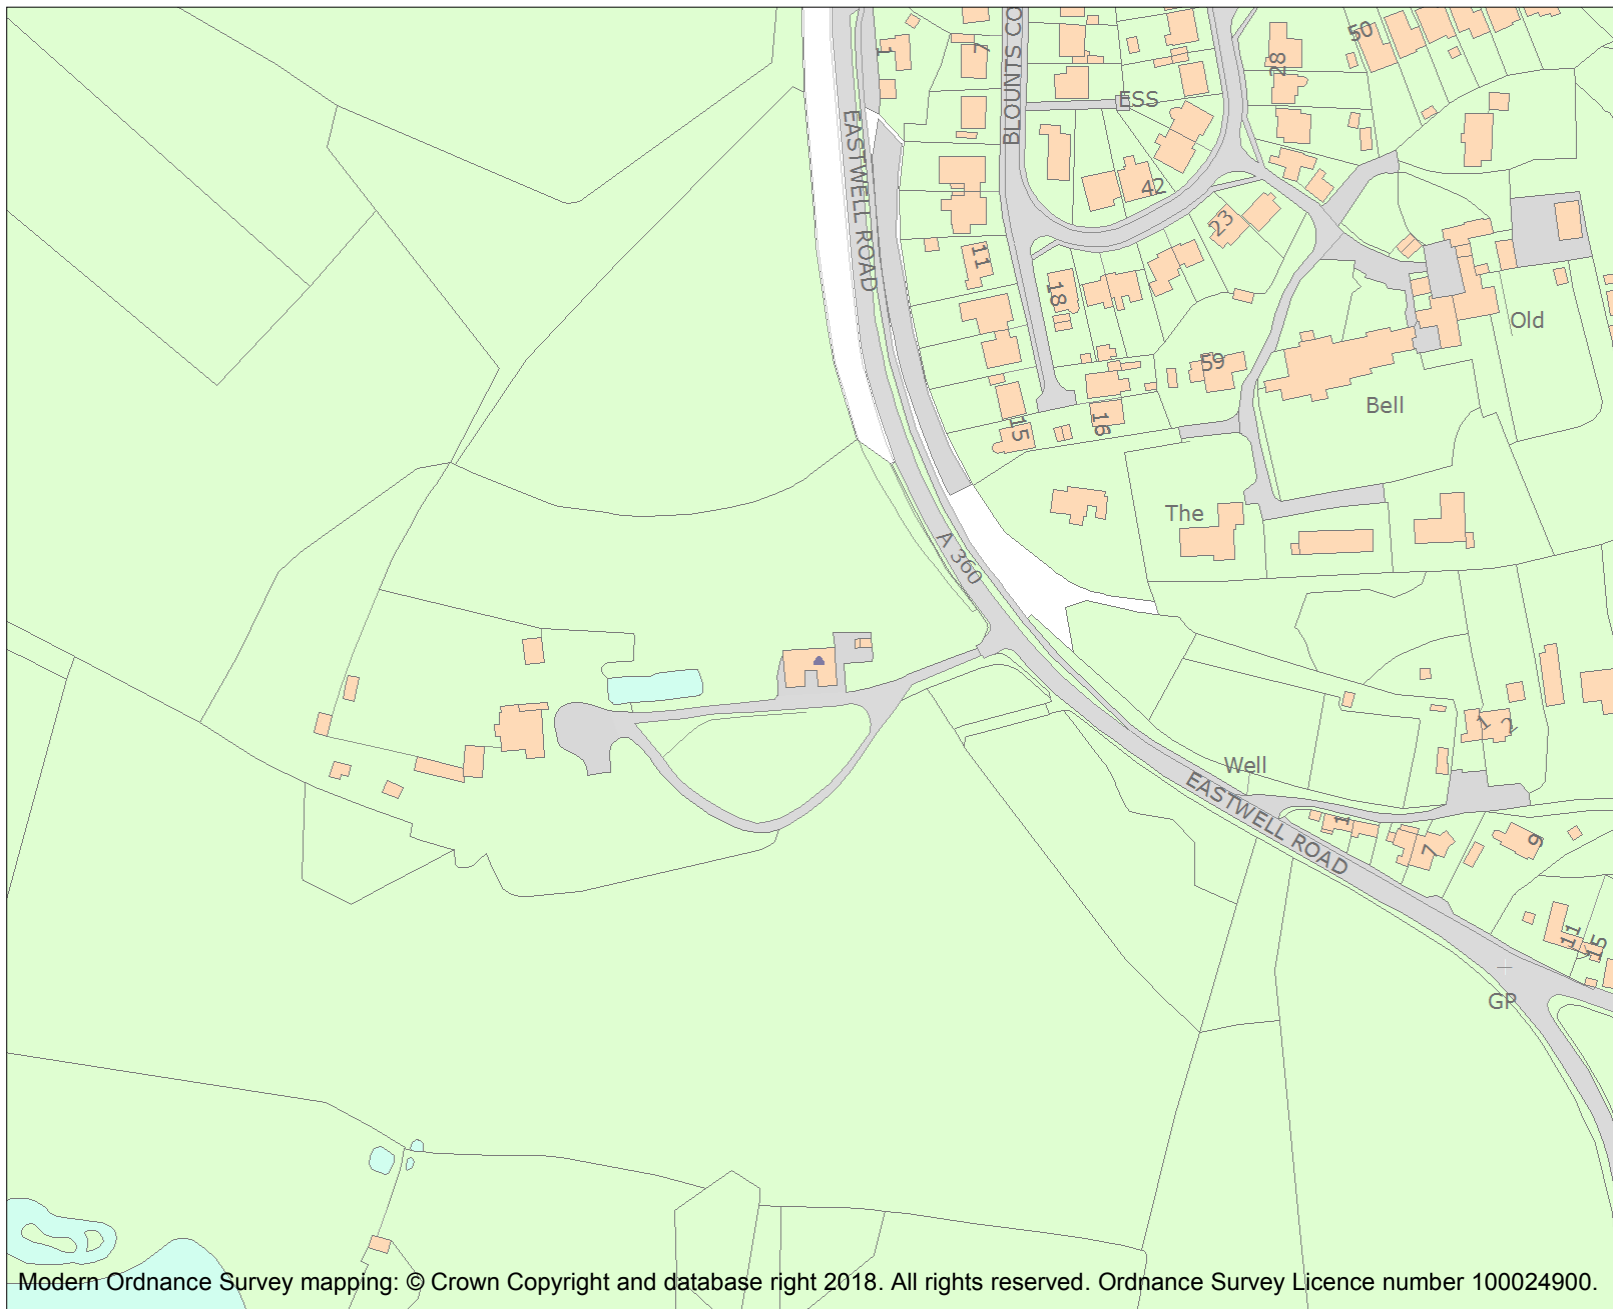 50
1
7
28
BLOUNTS CO
ESS
EASTWELL ROAD
42
23
11
18
Old
59
Bell
15
16
The
A 360
1
2
Well
EASTWELL ROAD
1
7
9
11
15
GP
Modern Ordnance Survey mapping: © Crown Copyright and database right 2018. All rights reserved. Ordnance Survey Licence number 100024900.